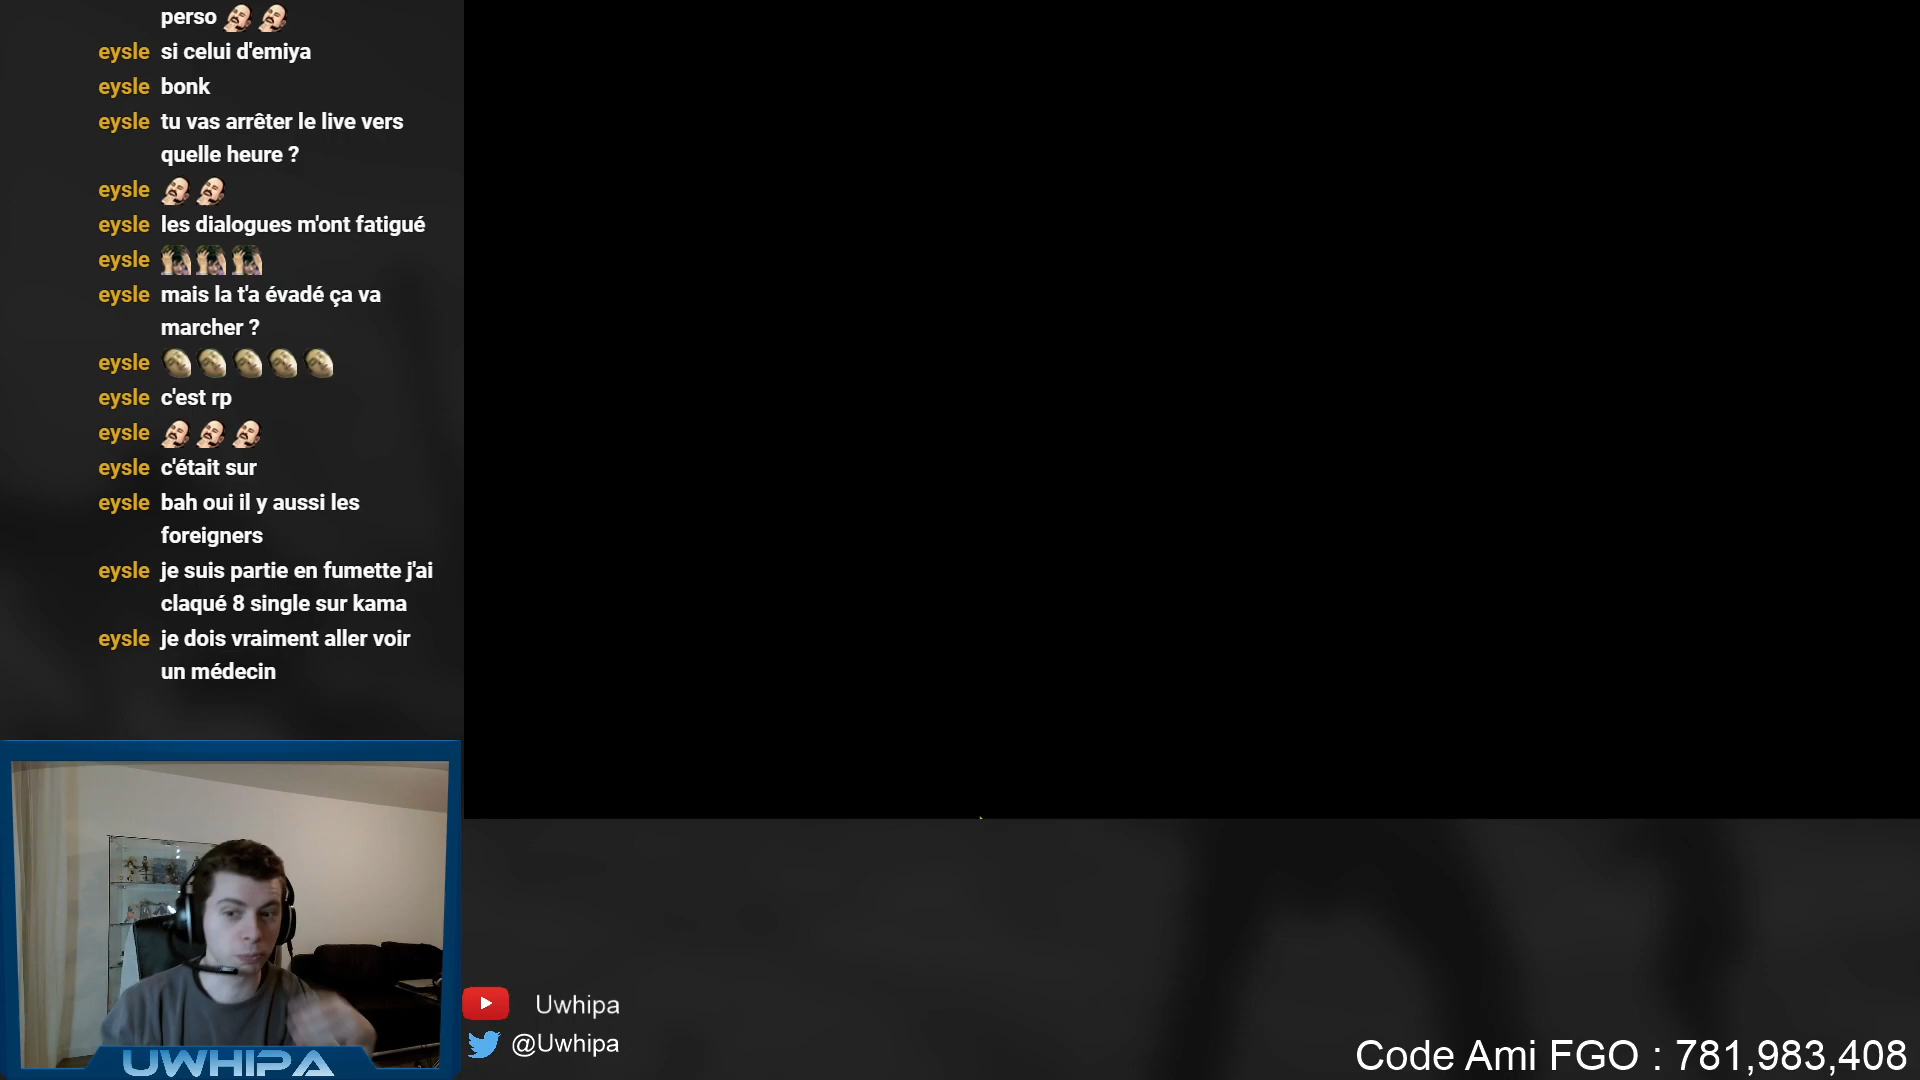 perso
eysle si celui d'emiya
eysle bonk
eysle tu vas arrêter le live vers
quelle heure ?
eysle
eysle les dialogues m'ont fatigué
eysle
eysle mais la t'a évadé ça va
marcher ?
eysle
eysle c'est rp
eysle
eysle c'était sur
eysle bah oui il y aussi les
foreigners
eysle je suis partie en fumette j'ai
claqué 8 single sur kama
eysle je dois vraiment aller voir
un médecin
UWHIPA
Uwhipa
@Uwhipa
Code Ami FGO : 781,983,408